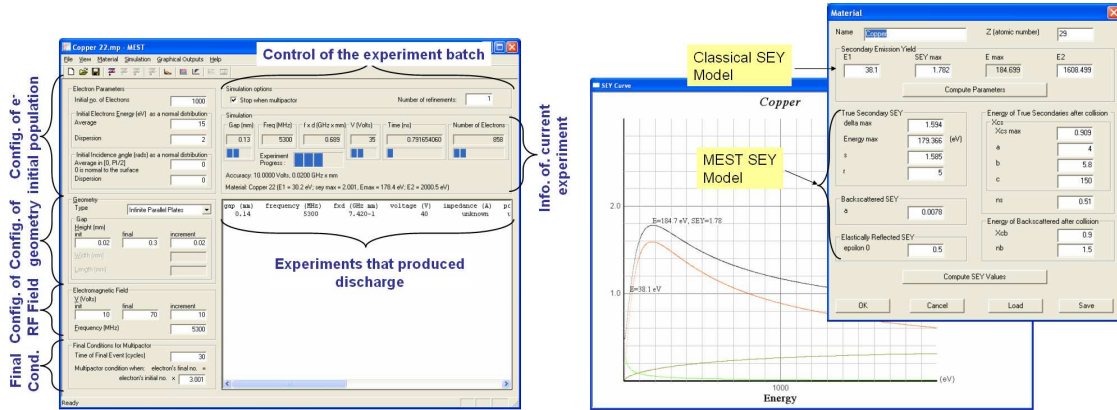 Copper 22.mp - MEST
File View Material Simulation Graphical Outputs Help
Control of the experiment batch
Config. of e-
initial population
Config. of
geometry
Config. of
RF Field
Final
Cond.
Electron Parameters
Initial no. of Electrons 1000
Initial Electrons Energy (eV) as a normal distribution
Average 15
Dispersion 2
Initial Incidence angle (rads) as a normal distribution
Average in [0, PI/2]
0 is normal to the surface 0
Dispersion 0
Geometry
Type Infinite Parallel Plates
Gap
Height (mm)
init final increment
0.02 0.3 0.02
Width (mm)
Length (mm)
Electromagnetic Field
V (Volts)
init final increment
10 70 10
Frequency (MHz) 5300
Final Conditions for Multipactor
Time of Final Event (cycles) 30
Multipactor condition when: electron's final no. =
electron's initial no. x 3.001
Ready
Simulation options
Stop when multipactor Number of refinements: 1
Simulation
Gap (mm) Freq.(MHz) f x d (GHz x mm) V (Volts) Time (ns) Number of Electrons
0.13 5300 0.689 35 0.791654060 858
Experiment
Progress :
Accuracy: 10.0000 Volts, 0.0200 GHz x mm
Material: Copper 22 (E1 = 30.2 eV; sey max = 2.001, Emax = 178.4 eV; E2 = 2000.5 eV)
gap (mm) frequency (MHz) fxd (GHz mm) voltage (V) impedance (Å) po
0.14 5300 7.420-1 40 unknown u
Experiments that produced
discharge
Info. of current
experiment
Classical SEY
Model
MEST SEY
Model
SEY Curve
Copper
2.0
1.0
E=184.7 eV, SEY=1.78
E=38.1 eV
1000
(eV)
Energy
Material
Name Copper Z (atomic number) 29
Secondary Emission Yield
E1 SEY max E max E2
38.1 1.782 184.699 1608.499
Compute Parameters
True Secondary SEY
delta max 1.594
Energy max 179.366 (eV)
s 1.585
r 5
Backscattered SEY
a 0.0078
Elastically Reflected SEY
epsilon 0 0.5
Energy of True Secondaries after collision
Xcs
Xcs max 0.909
a 4
b 5.8
c 150
ns 0.51
Energy of Backscattered after collision
Xcb 0.9
nb 1.5
Compute SEY Values
OK Cancel Load Save